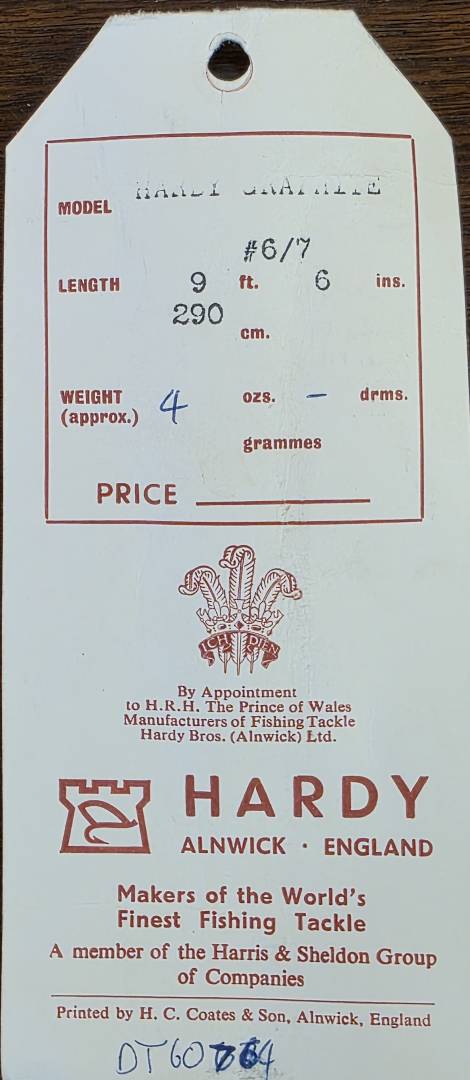 MODEL HARDY GRAPHITE
#6/7
LENGTH 9 ft. 6 ins.
290 cm.
WEIGHT (approx.) 4 ozs. - drms.
grammes
PRICE
ICH DIEN
By Appointment
to H.R.H. The Prince of Wales
Manufacturers of Fishing Tackle
Hardy Bros. (Alnwick) Ltd.
HARDY
ALNWICK · ENGLAND
Makers of the World's
Finest Fishing Tackle
A member of the Harris & Sheldon Group
of Companies
Printed by H. C. Coates & Son, Alnwick, England